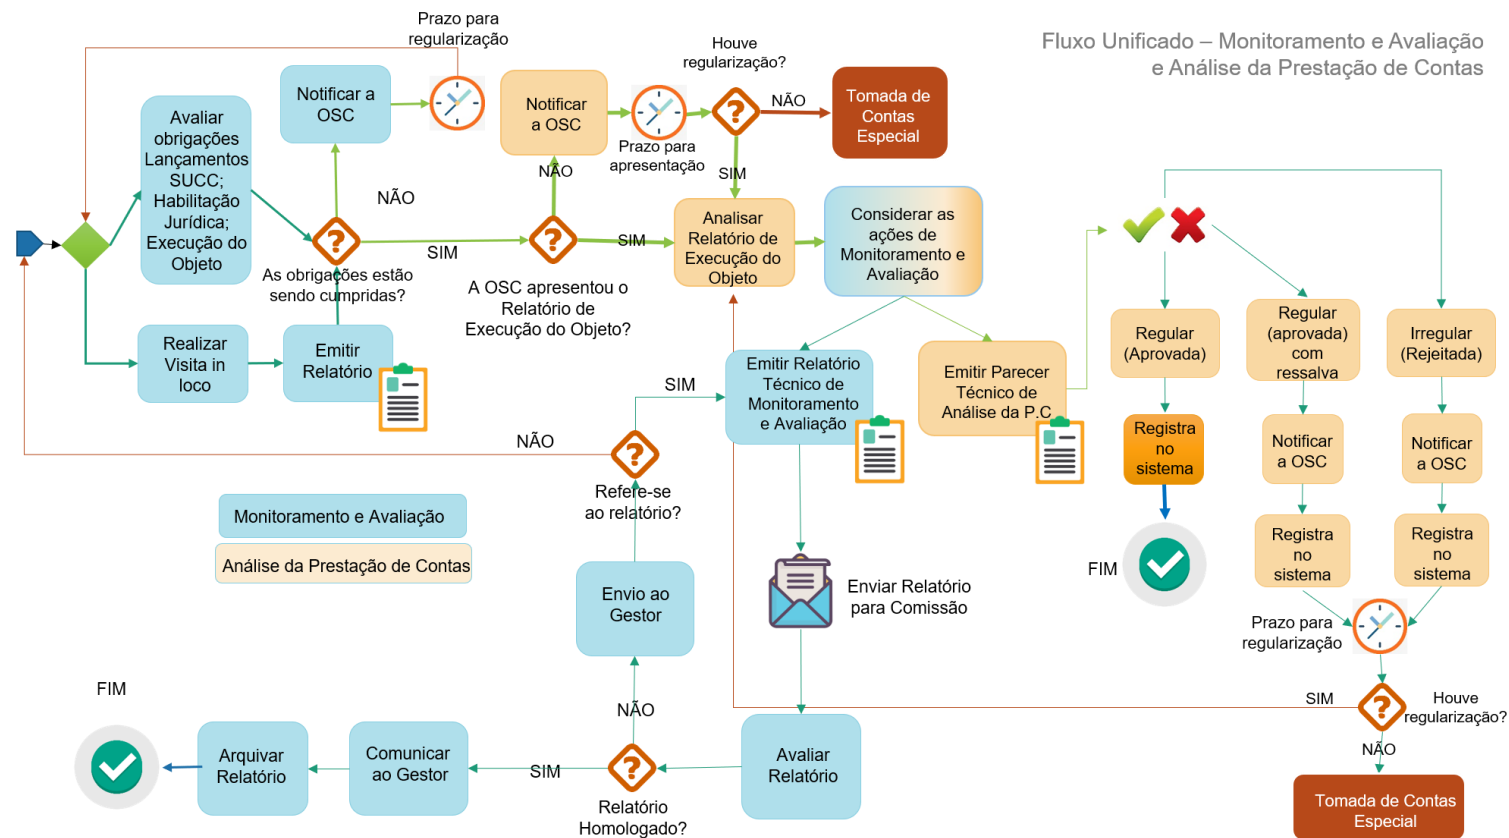 Fluxo Unificado – Monitoramento e Avaliação
e Análise da Prestação de Contas
Prazo para
regularização
Notificar a
OSC
Avaliar
obrigações
Lançamentos
SUCC;
Habilitação
Jurídica;
Execução do
Objeto
NÃO
As obrigações estão
sendo cumpridas?
SIM
Realizar
Visita in
loco
Emitir
Relatório
Notificar
a OSC
Prazo para
apresentação
Houve
regularização?
NÃO
Tomada de
Contas
Especial
SIM
NÃO
SIM
A OSC apresentou o
Relatório de
Execução do Objeto?
Analisar
Relatório de
Execução do
Objeto
Considerar as
ações de
Monitoramento e
Avaliação
Emitir Relatório
Técnico de
Monitoramento
e Avaliação
Emitir Parecer
Técnico de
Análise da P.C
Regular
(Aprovada)
Regular
(aprovada)
com
ressalva
Irregular
(Rejeitada)
Registra
no
sistema
Notificar
a OSC
Notificar
a OSC
Registra
no
sistema
Registra
no
sistema
FIM
Prazo para
regularização
SIM
Houve
regularização?
NÃO
Tomada de Contas
Especial
SIM
NÃO
Refere-se
ao relatório?
Monitoramento e Avaliação
Análise da Prestação de Contas
Envio ao
Gestor
Enviar Relatório
para Comissão
NÃO
Avaliar
Relatório
Relatório
Homologado?
SIM
Comunicar
ao Gestor
Arquivar
Relatório
FIM